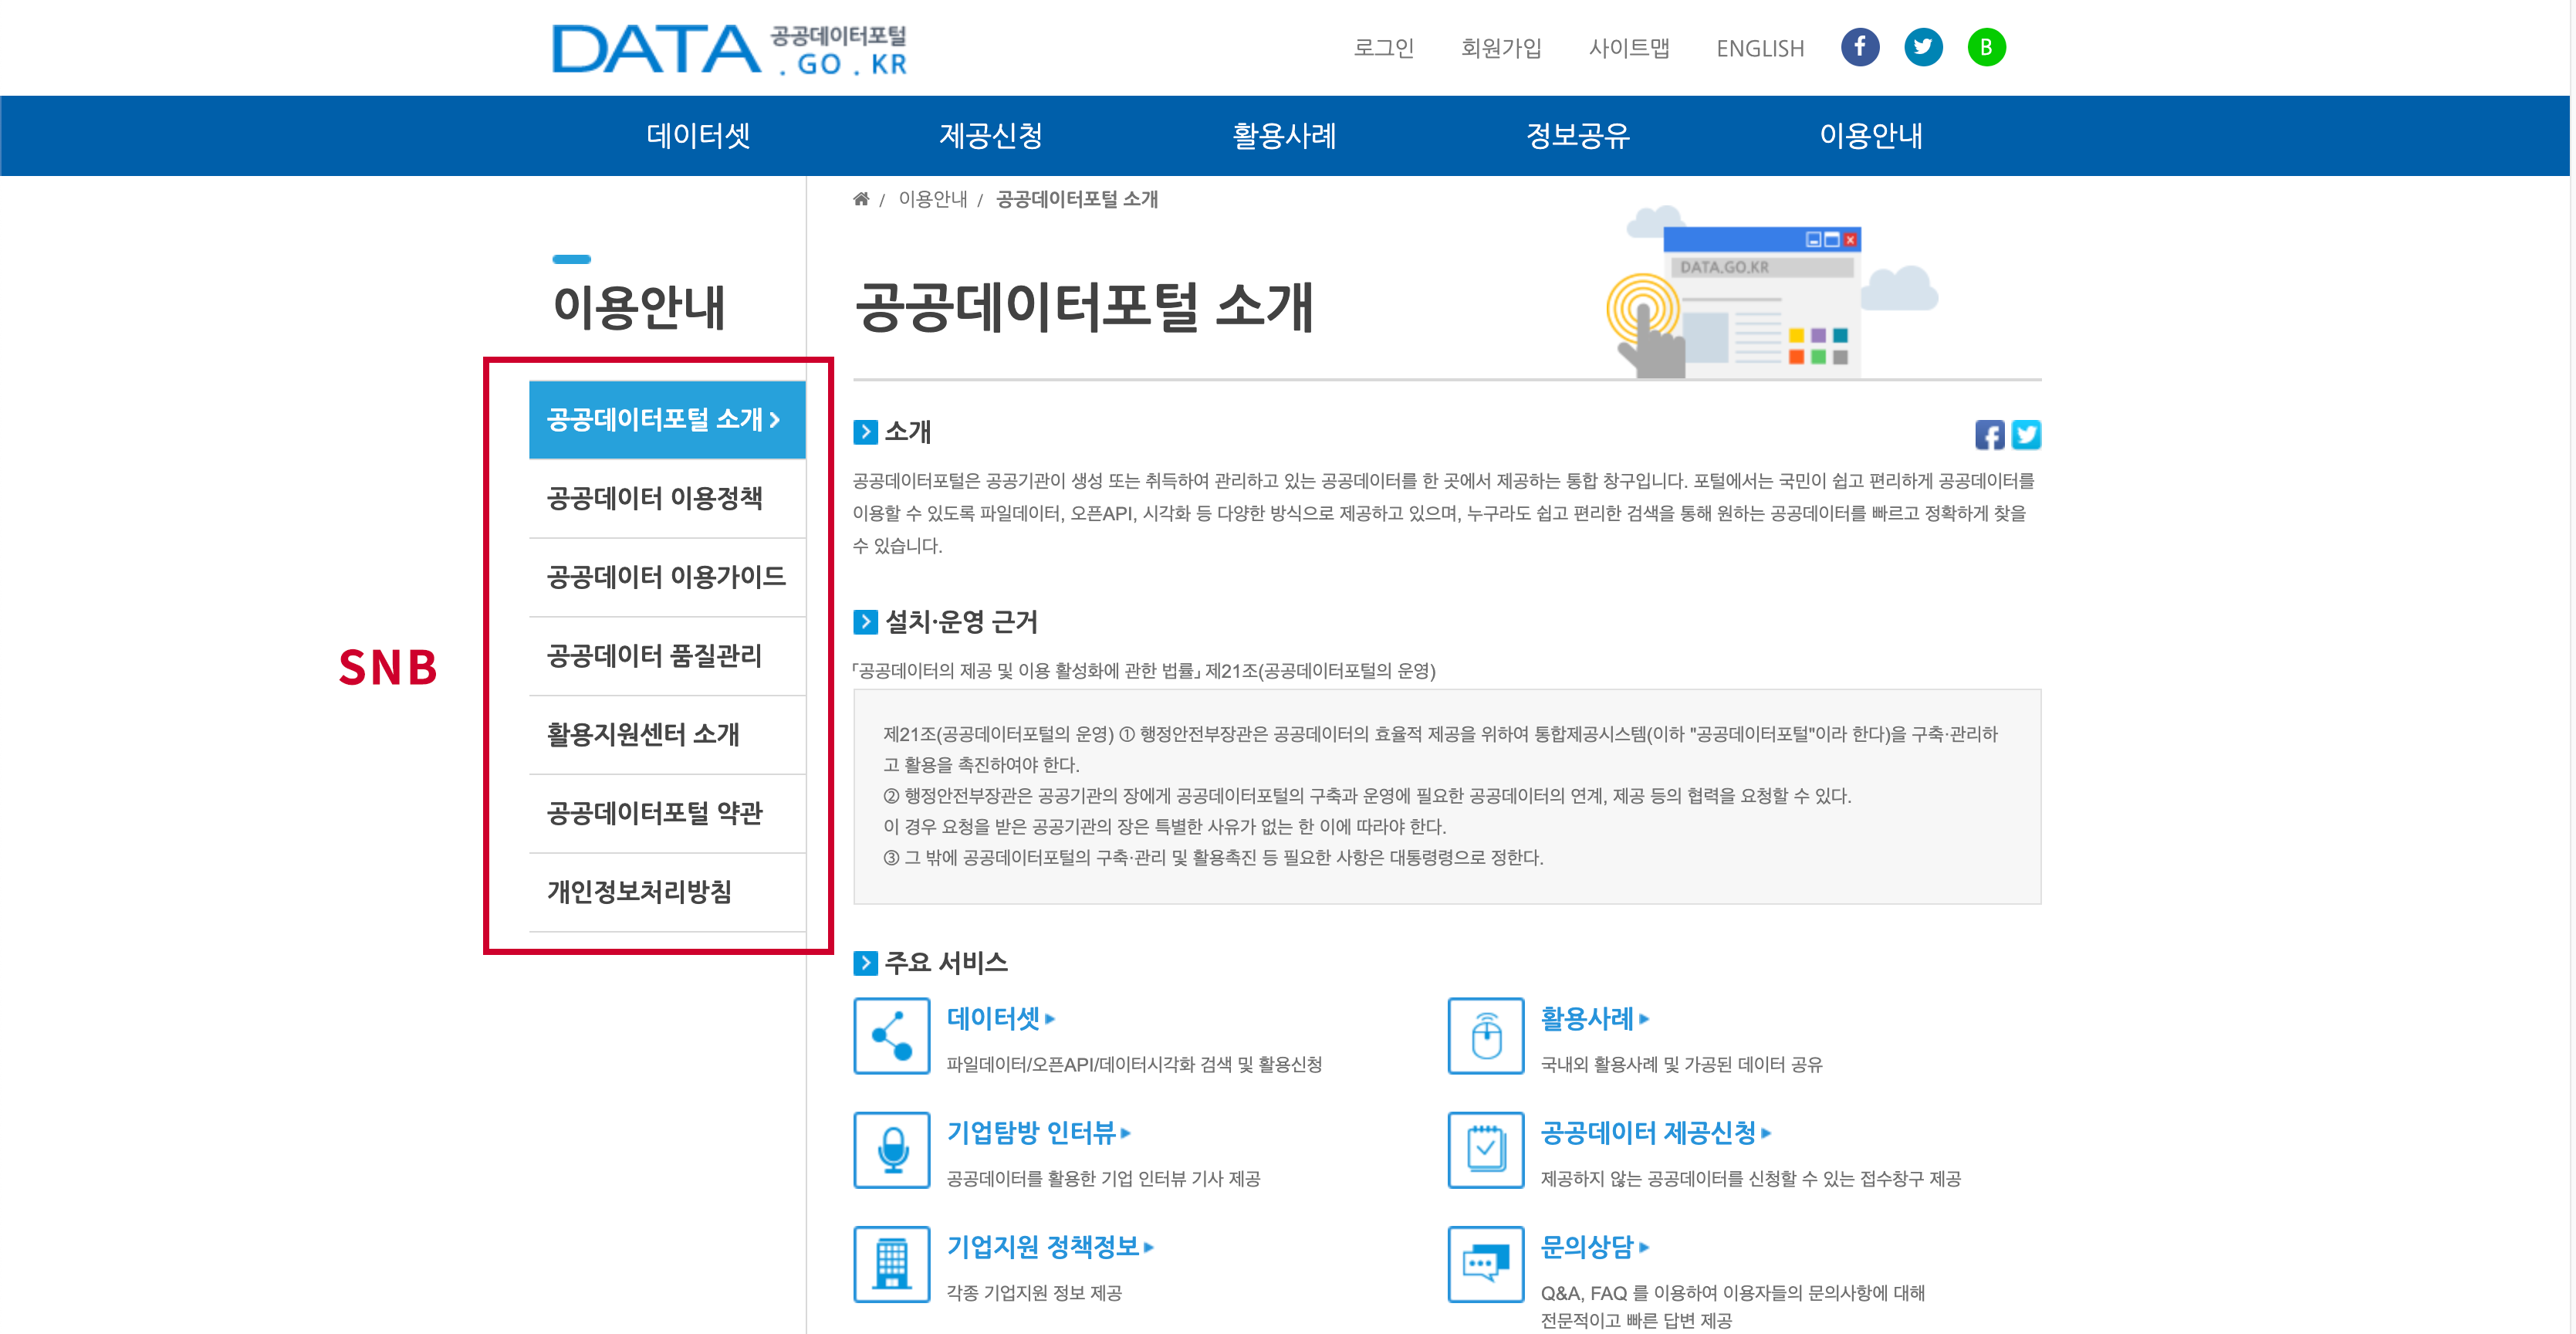 DATA 공공데이터포털
. GO . KR
로그인 회원가입 사이트맵 ENGLISH B
데이터셋 제공신청 활용사례 정보공유 이용안내
/ 이용안내 / 공공데이터포털 소개
이용안내
공공데이터포털 소개
DATA.GO.KR
SNB
공공데이터포털 소개
공공데이터 이용정책
공공데이터 이용가이드
공공데이터 품질관리
활용지원센터 소개
공공데이터포털 약관
개인정보처리방침
소개
공공데이터포털은 공공기관이 생성 또는 취득하여 관리하고 있는 공공데이터를 한 곳에서 제공하는 통합 창구입니다. 포털에서는 국민이 쉽고 편리하게 공공데이터를
이용할 수 있도록 파일데이터, 오픈API, 시각화 등 다양한 방식으로 제공하고 있으며, 누구라도 쉽고 편리한 검색을 통해 원하는 공공데이터를 빠르고 정확하게 찾을
수 있습니다.
설치·운영 근거
「공공데이터의 제공 및 이용 활성화에 관한 법률」 제21조(공공데이터포털의 운영)
제21조(공공데이터포털의 운영) ① 행정안전부장관은 공공데이터의 효율적 제공을 위하여 통합제공시스템(이하 "공공데이터포털"이라 한다)을 구축·관리하
고 활용을 촉진하여야 한다.
② 행정안전부장관은 공공기관의 장에게 공공데이터포털의 구축과 운영에 필요한 공공데이터의 연계, 제공 등의 협력을 요청할 수 있다.
이 경우 요청을 받은 공공기관의 장은 특별한 사유가 없는 한 이에 따라야 한다.
③ 그 밖에 공공데이터포털의 구축·관리 및 활용촉진 등 필요한 사항은 대통령령으로 정한다.
주요 서비스
데이터셋
파일데이터/오픈API/데이터시각화 검색 및 활용신청
활용사례
국내외 활용사례 및 가공된 데이터 공유
기업탐방 인터뷰
공공데이터를 활용한 기업 인터뷰 기사 제공
공공데이터 제공신청
제공하지 않는 공공데이터를 신청할 수 있는 접수창구 제공
기업지원 정책정보
각종 기업지원 정보 제공
문의상담
Q&A, FAQ 를 이용하여 이용자들의 문의사항에 대해
전문적이고 빠른 답변 제공